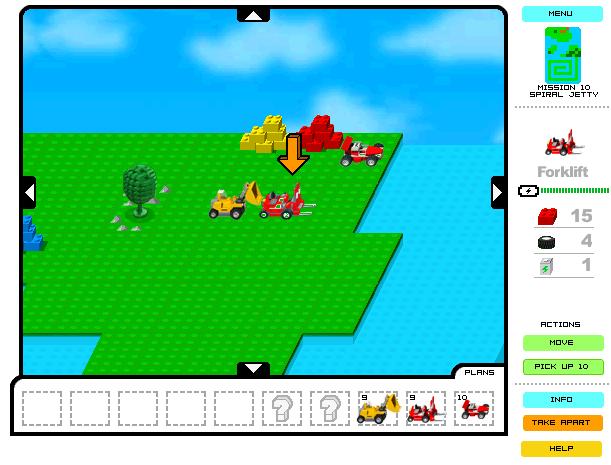 MENU
MISSION 10
SPIRAL JETTY
Forklift
15
4
1
ACTIONS
MOVE
PICK UP 10
PLANS
? ? 9 9 10
INFO
TAKE APART
HELP